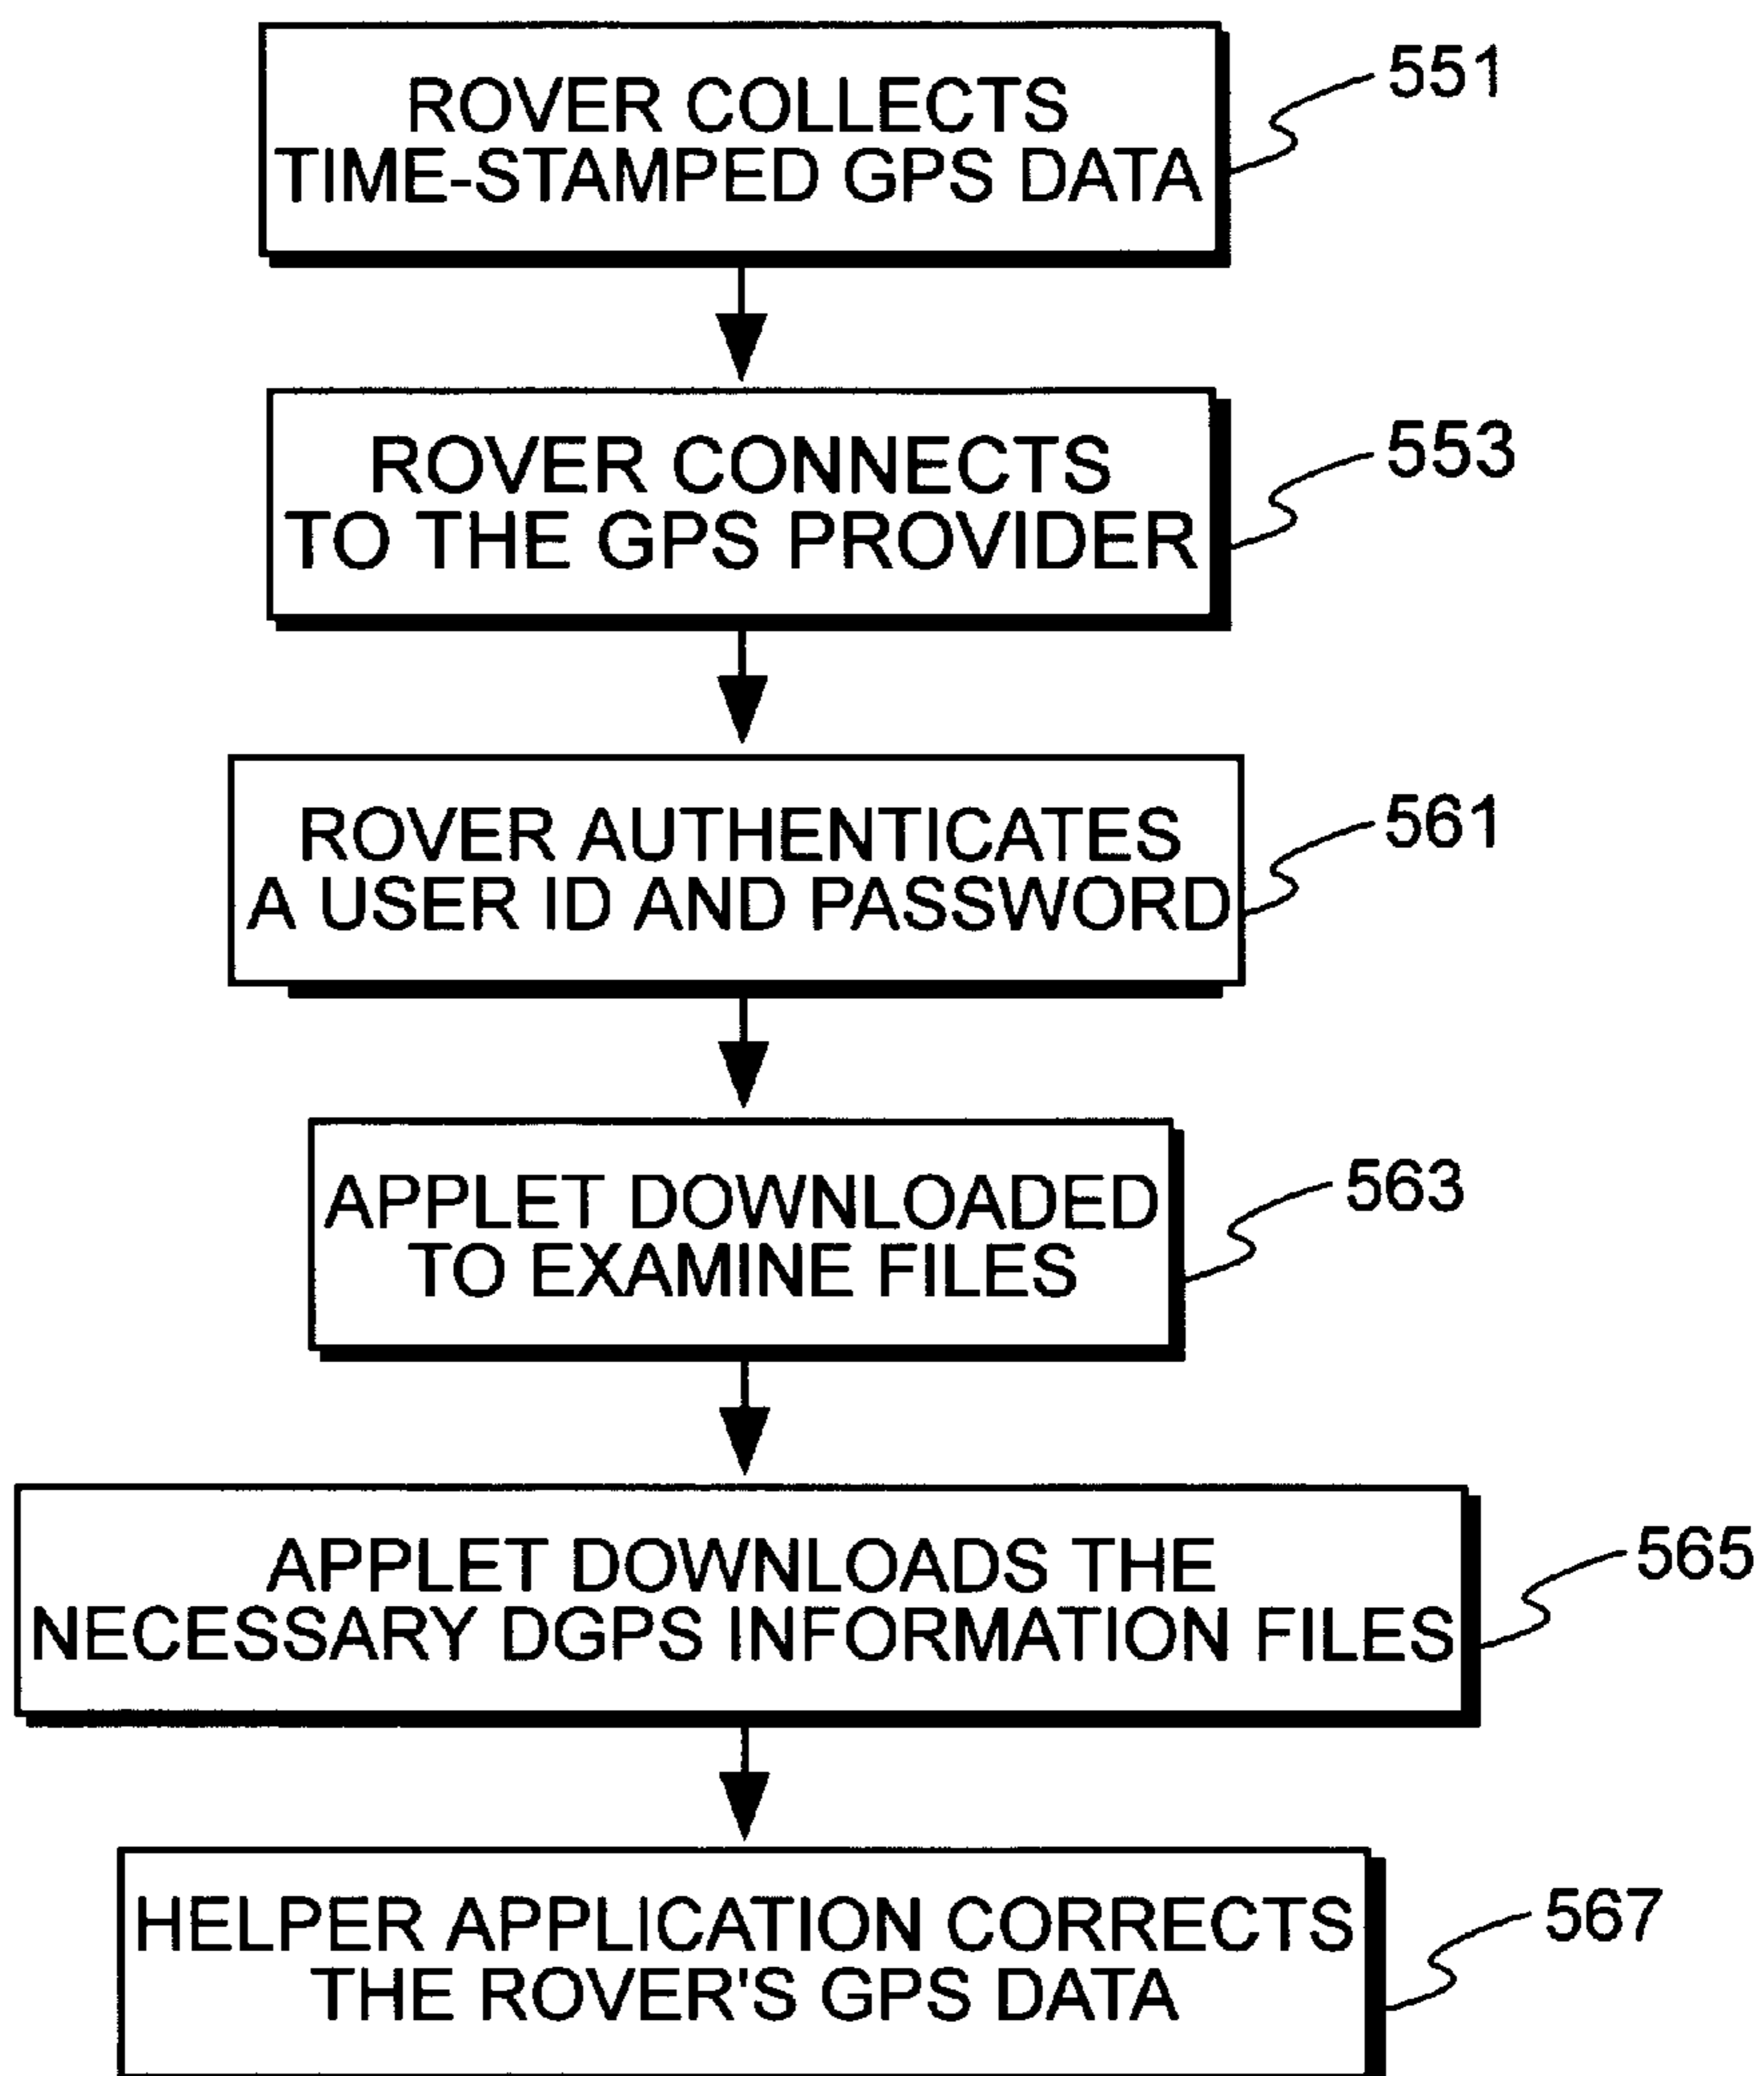 ROVER COLLECTS
TIME-STAMPED GPS DATA
551
ROVER CONNECTS
TO THE GPS PROVIDER
553
ROVER AUTHENTICATES
A USER ID AND PASSWORD
561
APPLET DOWNLOADED
TO EXAMINE FILES
563
APPLET DOWNLOADS THE
NECESSARY DGPS INFORMATION FILES
565
HELPER APPLICATION CORRECTS
THE ROVER'S GPS DATA
567